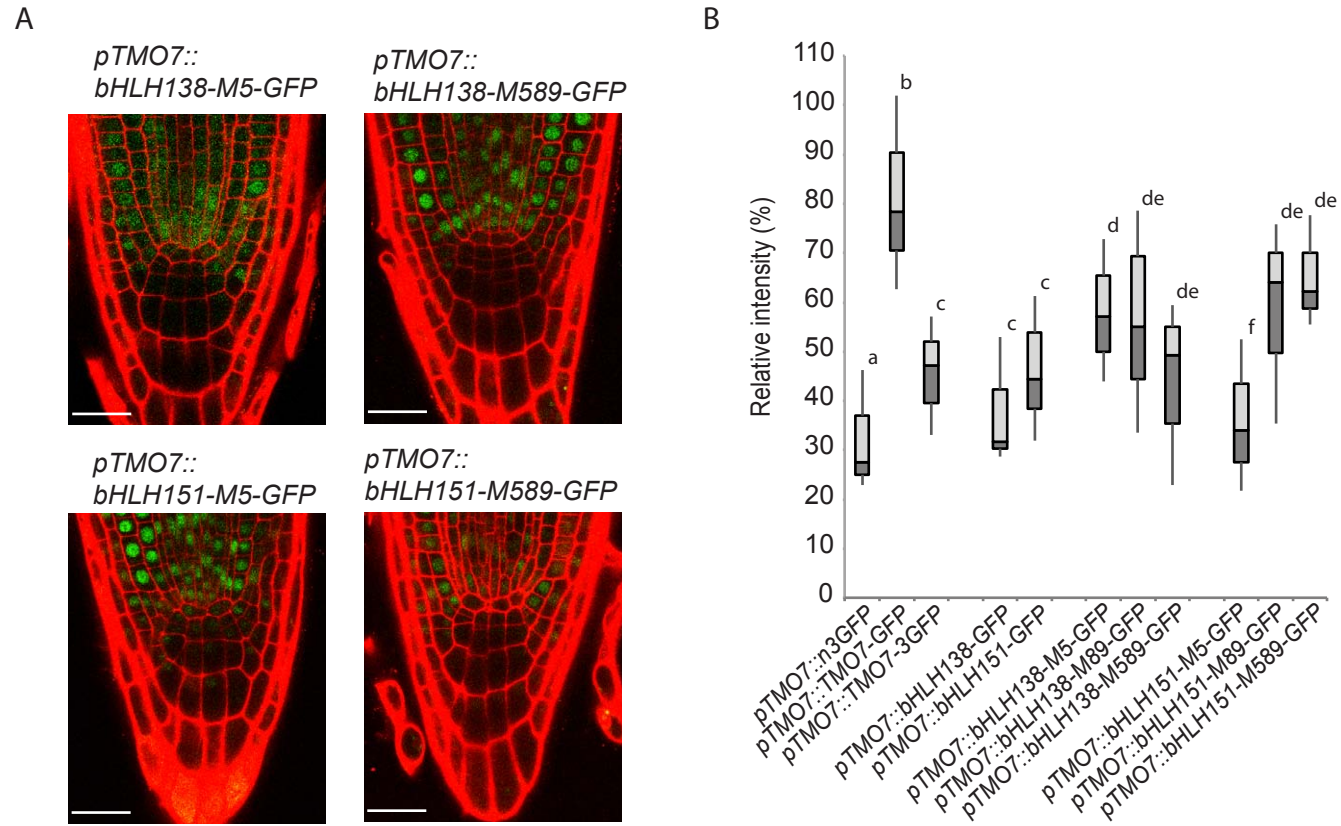 A
pTMO7::
bHLH138-M5-GFP
pTMO7::
bHLH138-M589-GFP
pTMO7::
bHLH151-M5-GFP
pTMO7::
bHLH151-M589-GFP
B
Relative intensity (%)
110
100
90
80
70
60
50
40
30
20
10
0
a
b
c
c
c
d
de
de
f
de
de
pTMO7::n3GFP
pTMO7::TMO7-GFP
pTMO7::TMO7-3GFP
pTMO7::bHLH138-GFP
pTMO7::bHLH151-GFP
pTMO7::bHLH138-M5-GFP
pTMO7::bHLH138-M89-GFP
pTMO7::bHLH138-M589-GFP
pTMO7::bHLH151-M5-GFP
pTMO7::bHLH151-M89-GFP
pTMO7::bHLH151-M589-GFP